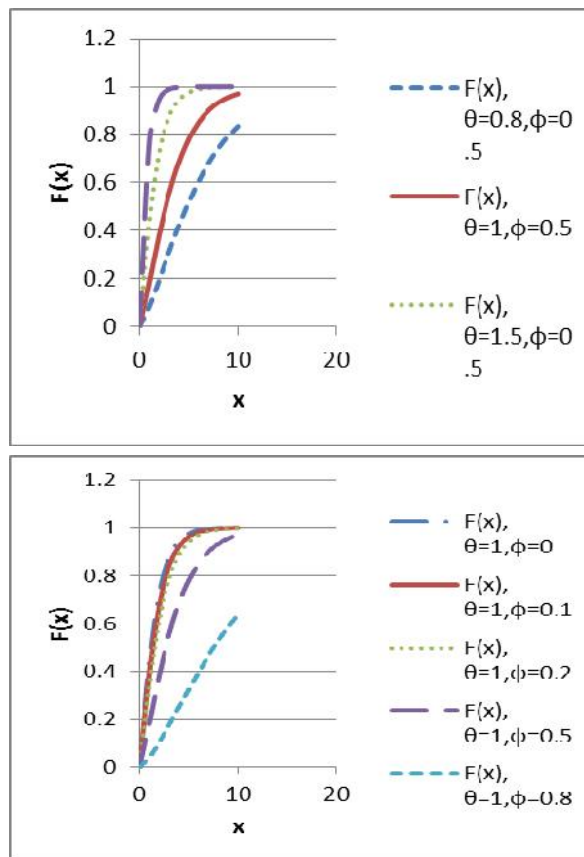 1.2
1
0.8
0.6
0.4
0.2
0
F(x)
0
10
20
x
F(x),
θ=0.8,ϕ=0
.5
F(x),
θ=1,ϕ=0.5
F(x),
θ=1.5,ϕ=0
.5
1.2
1
0.8
0.6
0.4
0.2
0
F(x)
0
10
20
x
F(x),
θ=1,ϕ=0
F(x),
θ=1,ϕ=0.1
F(x),
θ=1,ϕ=0.2
F(x),
θ=1,ϕ=0.5
F(x),
θ=1,ϕ=0.8